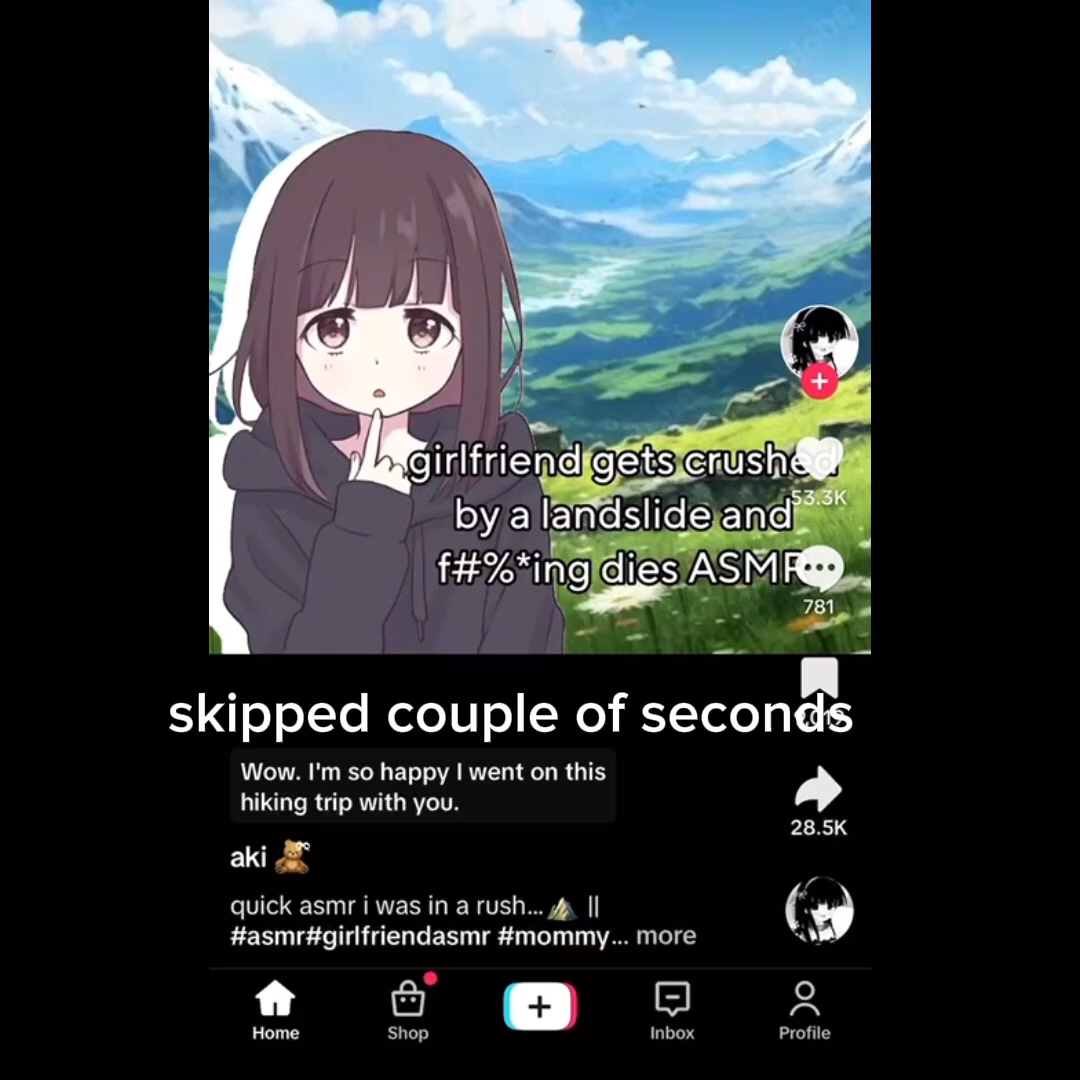 girlfriend gets crushed
by a landslide and
f#%*ing dies ASMR
53.3K
781
skipped couple of seconds
Wow. I'm so happy I went on this
hiking trip with you.
28.5K
aki
quick asmr i was in a rush... ||
#asmr#girlfriendasmr #mommy... more
Home
Shop
Inbox
Profile